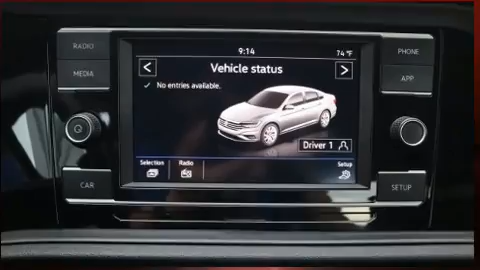 RADIO
MEDIA
CAR
9:14
74 °F
Vehicle status
No entries available.
Driver 1
Selection
Radio
Setup
PHONE
APP
SETUP